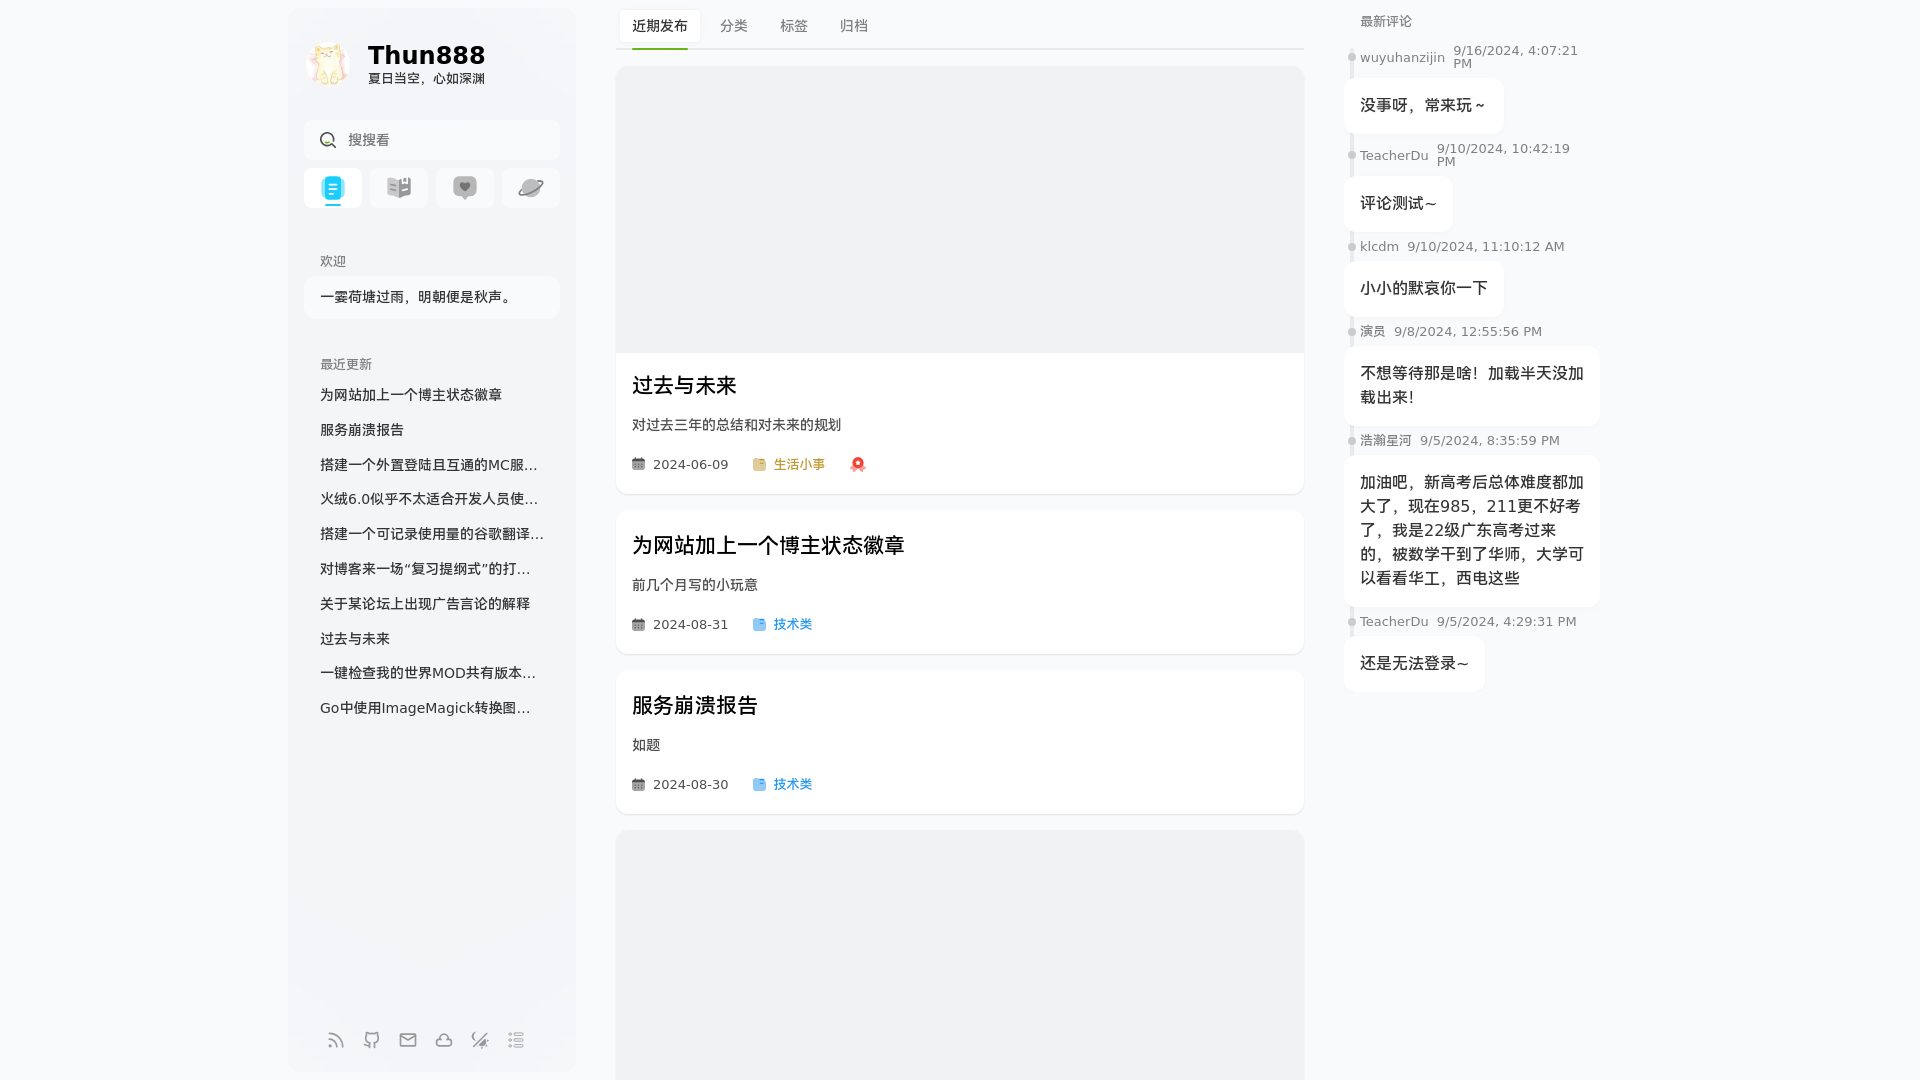 Thun888
夏日当空，心如深渊
搜搜看
欢迎
一霎荷塘过雨，明朝便是秋声。
最近更新
为网站加上一个博主状态徽章
服务崩溃报告
搭建一个外置登陆且互通的MC服...
火绒6.0似乎不太适合开发人员使...
搭建一个可记录使用量的谷歌翻译...
对博客来一场“复习提纲式”的打...
关于某论坛上出现广告言论的解释
过去与未来
一键检查我的世界MOD共有版本...
Go中使用ImageMagick转换图...
近期发布 分类 标签 归档
过去与未来
对过去三年的总结和对未来的规划
2024-06-09 生活小事
为网站加上一个博主状态徽章
前几个月写的小玩意
2024-08-31 技术类
服务崩溃报告
如题
2024-08-30 技术类
最新评论
wuyuhanzijin 9/16/2024, 4:07:21
PM
没事呀，常来玩～
TeacherDu 9/10/2024, 10:42:19
PM
评论测试~
klcdm 9/10/2024, 11:10:12 AM
小小的默哀你一下
演员 9/8/2024, 12:55:56 PM
不想等待那是啥！加载半天没加
载出来！
浩瀚星河 9/5/2024, 8:35:59 PM
加油吧，新高考后总体难度都加
大了，现在985，211更不好考
了，我是22级广东高考过来
的，被数学干到了华师，大学可
以看看华工，西电这些
TeacherDu 9/5/2024, 4:29:31 PM
还是无法登录~